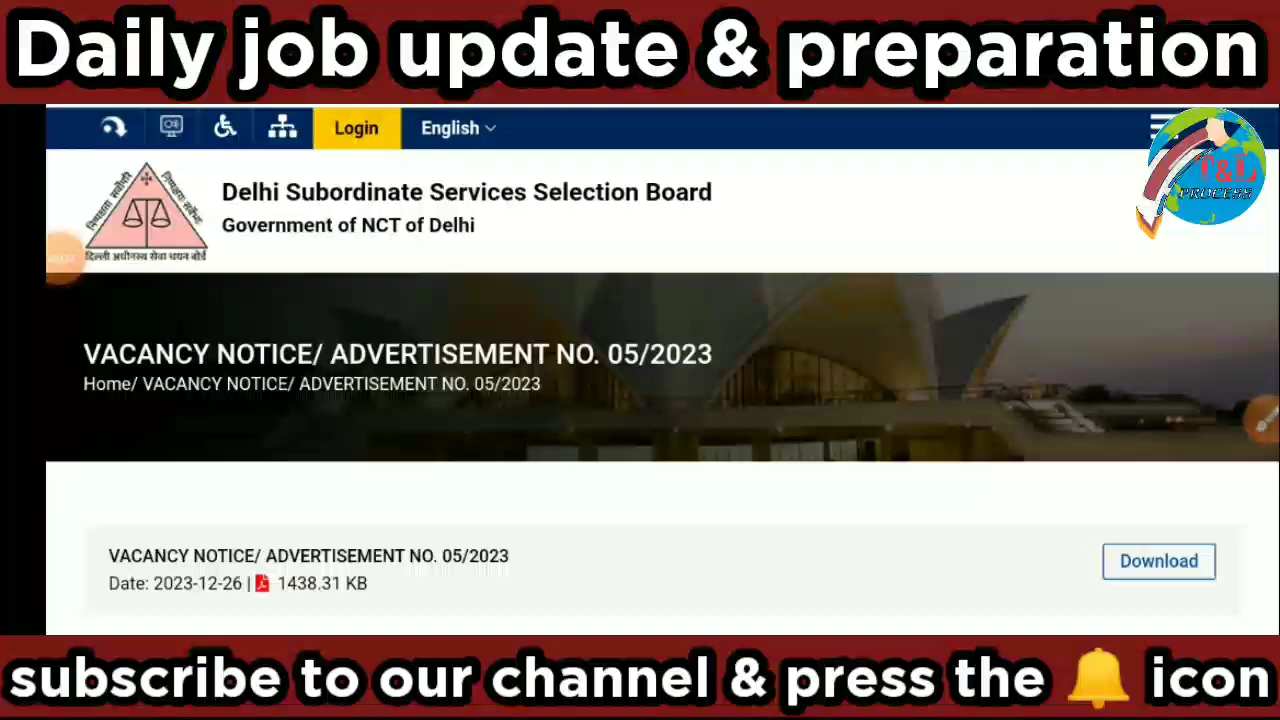 Daily job update & preparation
Login
English
T&L
PROCESS
Delhi Subordinate Services Selection Board
Government of NCT of Delhi
दिल्ली अधीनस्थ सेवा चयन बोर्ड
VACANCY NOTICE/ ADVERTISEMENT NO. 05/2023
Home/ VACANCY NOTICE/ ADVERTISEMENT NO. 05/2023
VACANCY NOTICE/ ADVERTISEMENT NO. 05/2023
Download
Date: 2023-12-26 | 1438.31 KB
subscribe to our channel & press the 🔔 icon